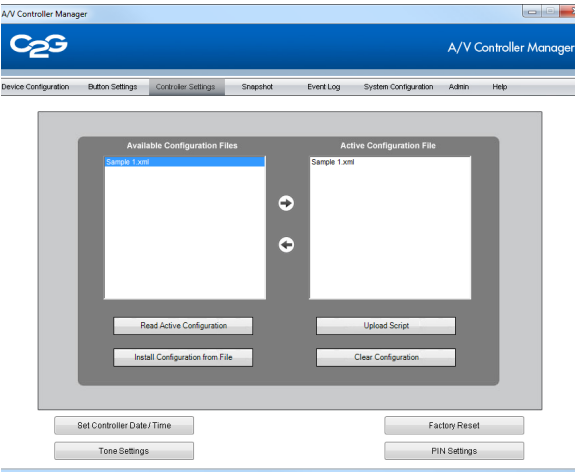 A/V Controller Manager
C2G
A/V Controller Manager
Device Configuration Button Settings Controller Settings Snapshot Event Log System Configuration Admin Help
Available Configuration Files Active Configuration File
Sample 1.xml Sample 1.xml
Read Active Configuration Upload Script
Install Configuration from File Clear Configuration
Set Controller Date/Time Factory Reset
Tone Settings PIN Settings